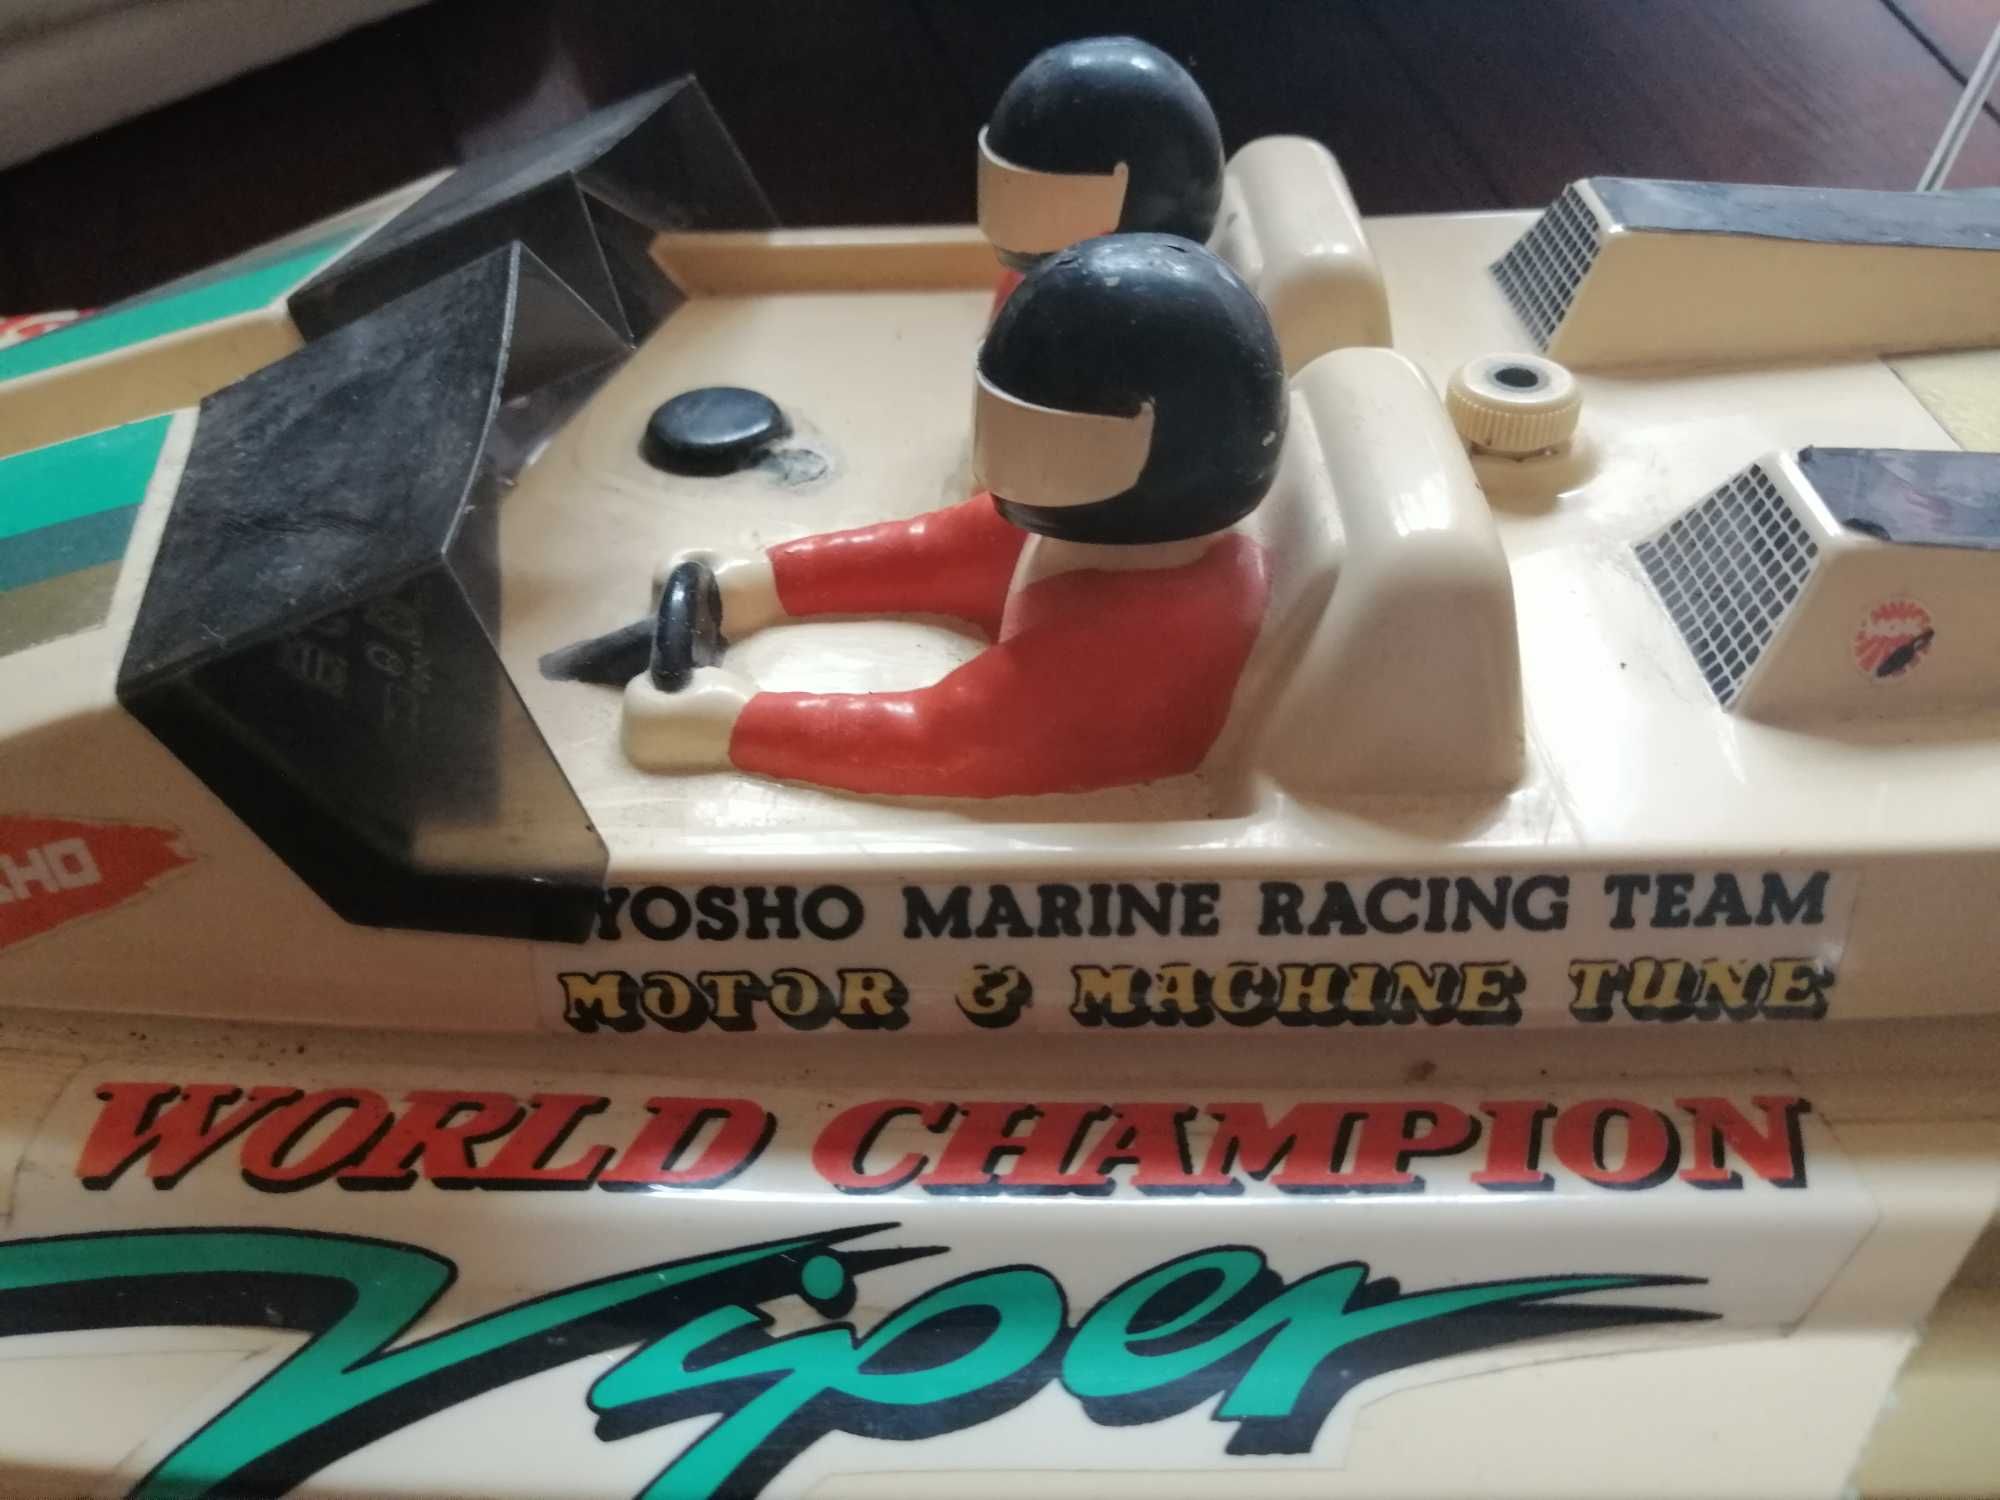 YOSHO MARINE RACING TEAM
MOTOR & MACHINE TUNE
WORLD CHAMPION
Viper